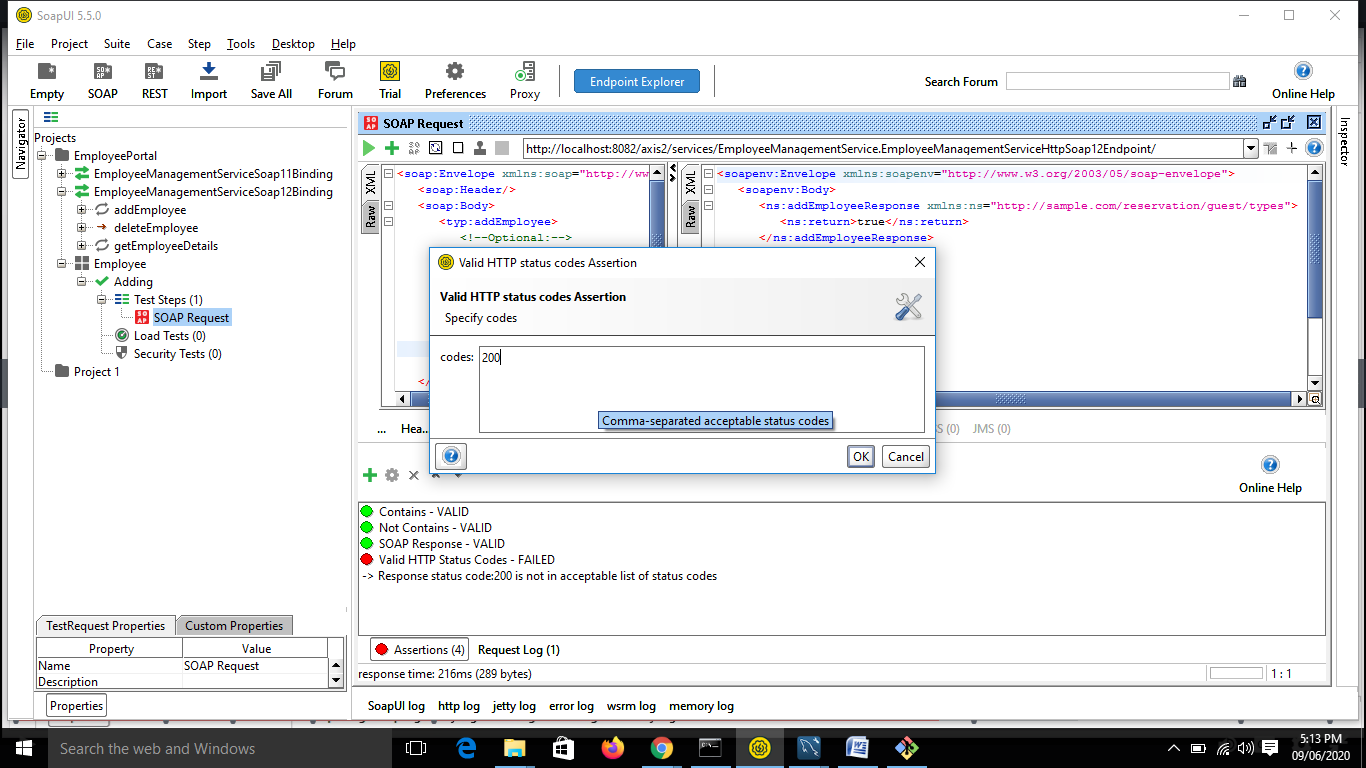 SoapUI 5.5.0
File Project Suite Case Step Tools Desktop Help
Empty SOAP REST Import Save All Forum Trial Preferences Proxy Endpoint Explorer Search Forum Online Help
Navigator
Projects
EmployeePortal
EmployeeManagementServiceSoap11Binding
EmployeeManagementServiceSoap12Binding
addEmployee
deleteEmployee
getEmployeeDetails
Employee
Adding
Test Steps (1)
SOAP Request
Load Tests (0)
Security Tests (0)
Project 1
TestRequest Properties Custom Properties
Property Value
Name SOAP Request
Description
Properties
SOAP Request
http://localhost:8082/axis2/services/EmployeeManagementService.EmployeeManagementServiceHttpSoap12Endpoint/
XML
Raw
<soap:Envelope xmlns:soap="http://ww
<soap:Header/>
<soap:Body>
<typ:addEmployee>
<!--Optional:-->
</
XML
Raw
<soapenv:Envelope xmlns:soapenv="http://www.w3.org/2003/05/soap-envelope">
<soapenv:Body>
<ns:addEmployeeResponse xmlns:ns="http://sample.com/reservation/guest/types">
<ns:return>true</ns:return>
</ns:addEmployeeResponse>
Inspector
... Hea... S (0) JMS (0)
Valid HTTP status codes Assertion
Valid HTTP status codes Assertion
Specify codes
codes: 200
Comma-separated acceptable status codes
OK Cancel
Online Help
Contains - VALID
Not Contains - VALID
SOAP Response - VALID
Valid HTTP Status Codes - FAILED
-> Response status code:200 is not in acceptable list of status codes
Assertions (4) Request Log (1)
response time: 216ms (289 bytes) 1 : 1
SoapUI log http log jetty log error log wsrm log memory log
Search the web and Windows
5:13 PM
09/06/2020